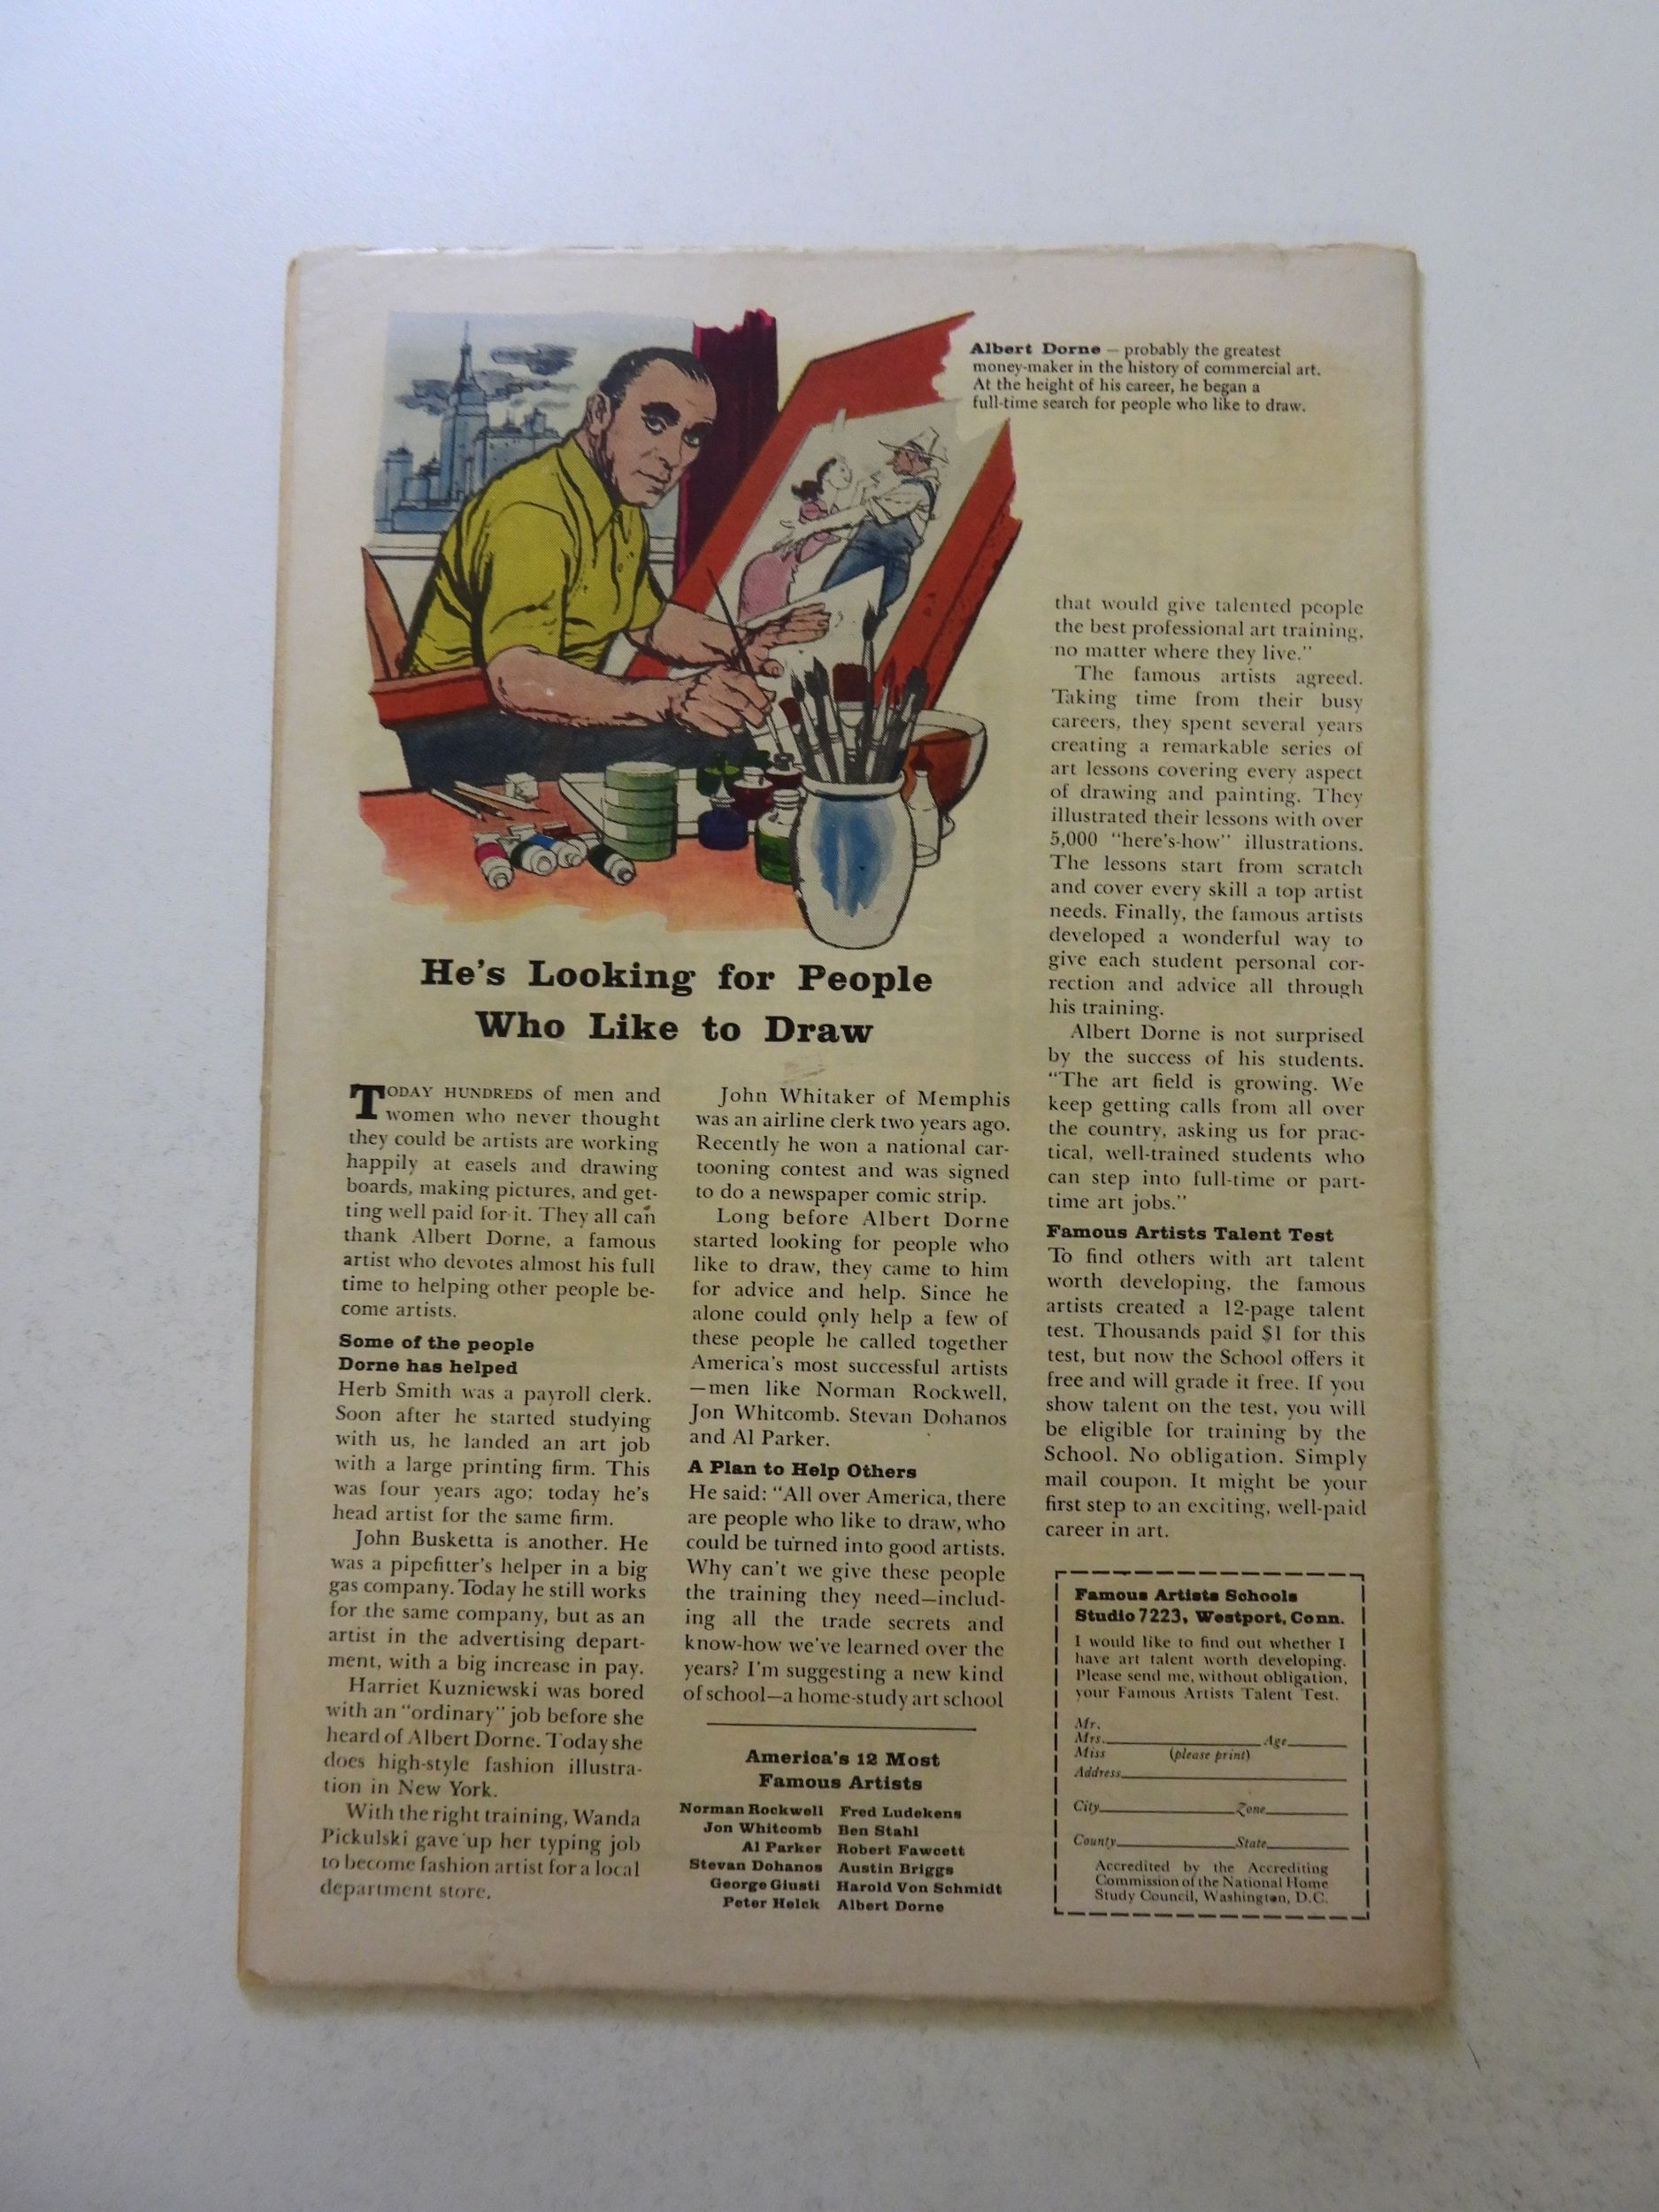 Albert Dorne — probably the greatest
money-maker in the history of commercial art.
At the height of his career, he began a
full-time search for people who like to draw.
He's Looking for People
Who Like to Draw
TODAY HUNDREDS of men and
women who never thought
they could be artists are working
happily at easels and drawing
boards, making pictures, and get-
ting well paid for it. They all can
thank Albert Dorne, a famous
artist who devotes almost his full
time to helping other people be-
come artists.
Some of the people
Dorne has helped
Herb Smith was a payroll clerk.
Soon after he started studying
with us, he landed an art job
with a large printing firm. This
was four years ago; today he's
head artist for the same firm.
John Busketta is another. He
was a pipefitter's helper in a big
gas company. Today he still works
for the same company, but as an
artist in the advertising depart-
ment, with a big increase in pay.
Harriet Kuzniewski was bored
with an "ordinary" job before she
heard of Albert Dorne. Today she
does high-style fashion illustra-
tion in New York.
With the right training, Wanda
Pickulski gave up her typing job
to become fashion artist for a local
department store.
John Whitaker of Memphis
was an airline clerk two years ago.
Recently he won a national car-
tooning contest and was signed
to do a newspaper comic strip.
Long before Albert Dorne
started looking for people who
like to draw, they came to him
for advice and help. Since he
alone could only help a few of
these people he called together
America's most successful artists
—men like Norman Rockwell,
Jon Whitcomb. Stevan Dohanos
and Al Parker.
A Plan to Help Others
He said: "All over America, there
are people who like to draw, who
could be turned into good artists.
Why can't we give these people
the training they need—includ-
ing all the trade secrets and
know-how we've learned over the
years? I'm suggesting a new kind
of school—a home-study art school
America's 12 Most
Famous Artists
Norman Rockwell Fred Ludekens
Jon Whitcomb Ben Stahl
Al Parker Robert Fawcett
Stevan Dohanos Austin Briggs
George Giusti Harold Von Schmidt
Peter Helck Albert Dorne
that would give talented people
the best professional art training,
no matter where they live."
The famous artists agreed.
Taking time from their busy
careers, they spent several years
creating a remarkable series of
art lessons covering every aspect
of drawing and painting. They
illustrated their lessons with over
5,000 "here's-how" illustrations.
The lessons start from scratch
and cover every skill a top artist
needs. Finally, the famous artists
developed a wonderful way to
give each student personal cor-
rection and advice all through
his training.
Albert Dorne is not surprised
by the success of his students.
"The art field is growing. We
keep getting calls from all over
the country, asking us for prac-
tical, well-trained students who
can step into full-time or part-
time art jobs."
Famous Artists Talent Test
To find others with art talent
worth developing, the famous
artists created a 12-page talent
test. Thousands paid $1 for this
test, but now the School offers it
free and will grade it free. If you
show talent on the test, you will
be eligible for training by the
School. No obligation. Simply
mail coupon. It might be your
first step to an exciting, well-paid
career in art.
Famous Artists Schools
Studio 7223, Westport, Conn.
I would like to find out whether I
have art talent worth developing.
Please send me, without obligation,
your Famous Artists Talent Test.
Mr.
Mrs. Age
Miss (please print)
Address
City Zone
County State
Accredited by the Accrediting
Commission of the National Home
Study Council, Washington, D.C.